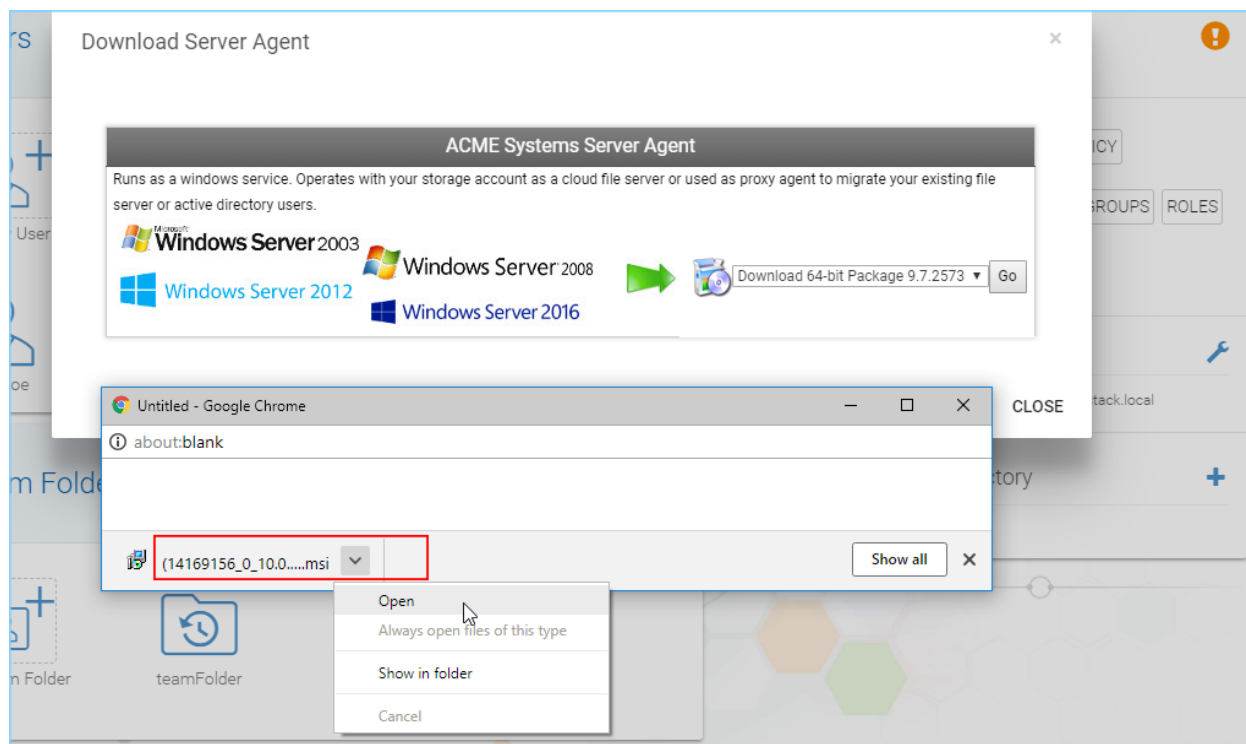 rs
Download Server Agent
×
ICY
ACME Systems Server Agent
Runs as a windows service. Operates with your storage account as a cloud file server or used as proxy agent to migrate your existing file
server or active directory users.
GROUPS
ROLES
User
Microsoft
Windows Server 2003
Windows Server 2008
Windows Server 2012
Windows Server 2016
Download 64-bit Package 9.7.2573
Go
oe
Untitled - Google Chrome
CLOSE
tack.local
about:blank
m Folde
tory
(14169156_0_10.0.....msi
Show all
Open
Always open files of this type
Show in folder
Cancel
n Folder
teamFolder